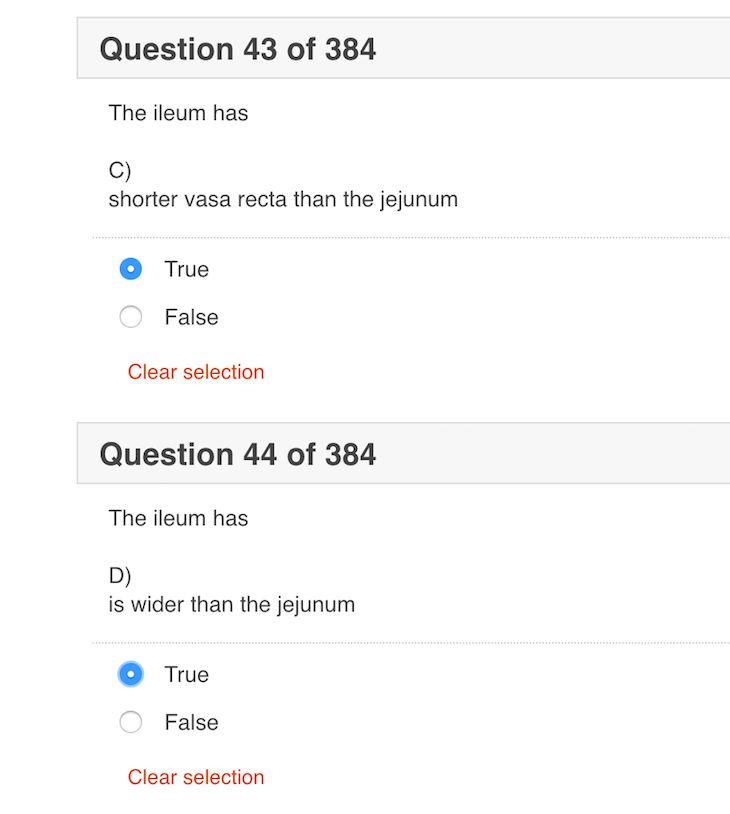 Question 43 of 384
The ileum has
C)
shorter vasa recta than the jejunum
True
False
Clear selection
Question 44 of 384
The ileum has
D)
is wider than the jejunum
True
False
Clear selection